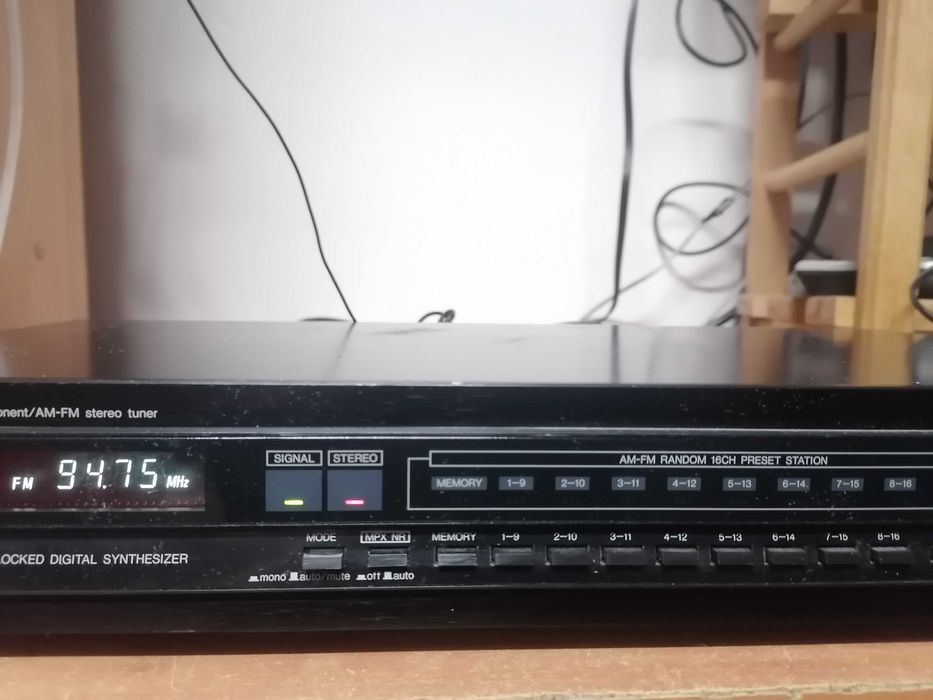 onent/AM-FM stereo tuner
SIGNAL STEREO
AM-FM RANDOM 16CH PRESET STATION
FM 94.75 MHz
MEMORY 1-9 2-10 3-11 4-12 5-13 6-14 7-15 8-16
OCKED DIGITAL SYNTHESIZER
MODE MPX NR MEMORY 1-9 2-10 3-11 4-12 5-13 6-14 7-15 8-16
mono auto/mute off auto